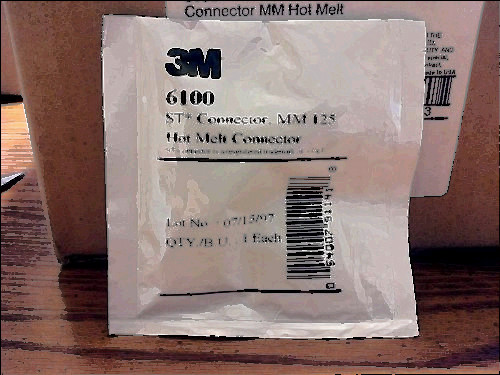 Connector MM Hot Melt
3M
6100
ST* Connector, MM 125
Hot Melt Connector
Lot No. 07/15/97
QTY./B.U. 1 Each